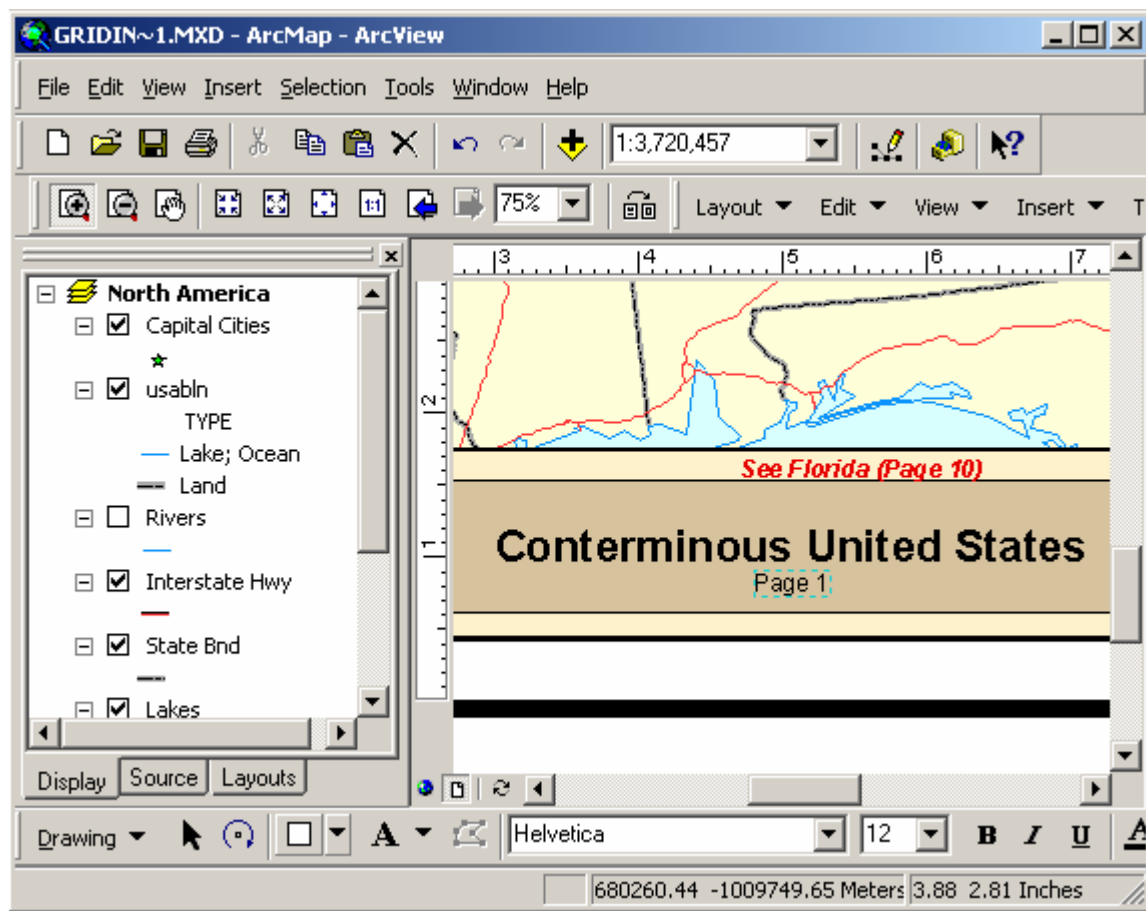 GRIDIN~1.MXD - ArcMap - ArcView
File Edit View Insert Selection Tools Window Help
1:3,720,457
1:1 75% Layout Edit View Insert T
North America
Capital Cities
usabln
TYPE
Lake; Ocean
Land
Rivers
Interstate Hwy
State Bnd
Lakes
Display Source Layouts
3 4 5 6 7
2
1
See Florida (Page 10)
Conterminous United States
Page 1
Drawing A Helvetica 12 B I U A
680260.44 -1009749.65 Meters 3.88 2.81 Inches